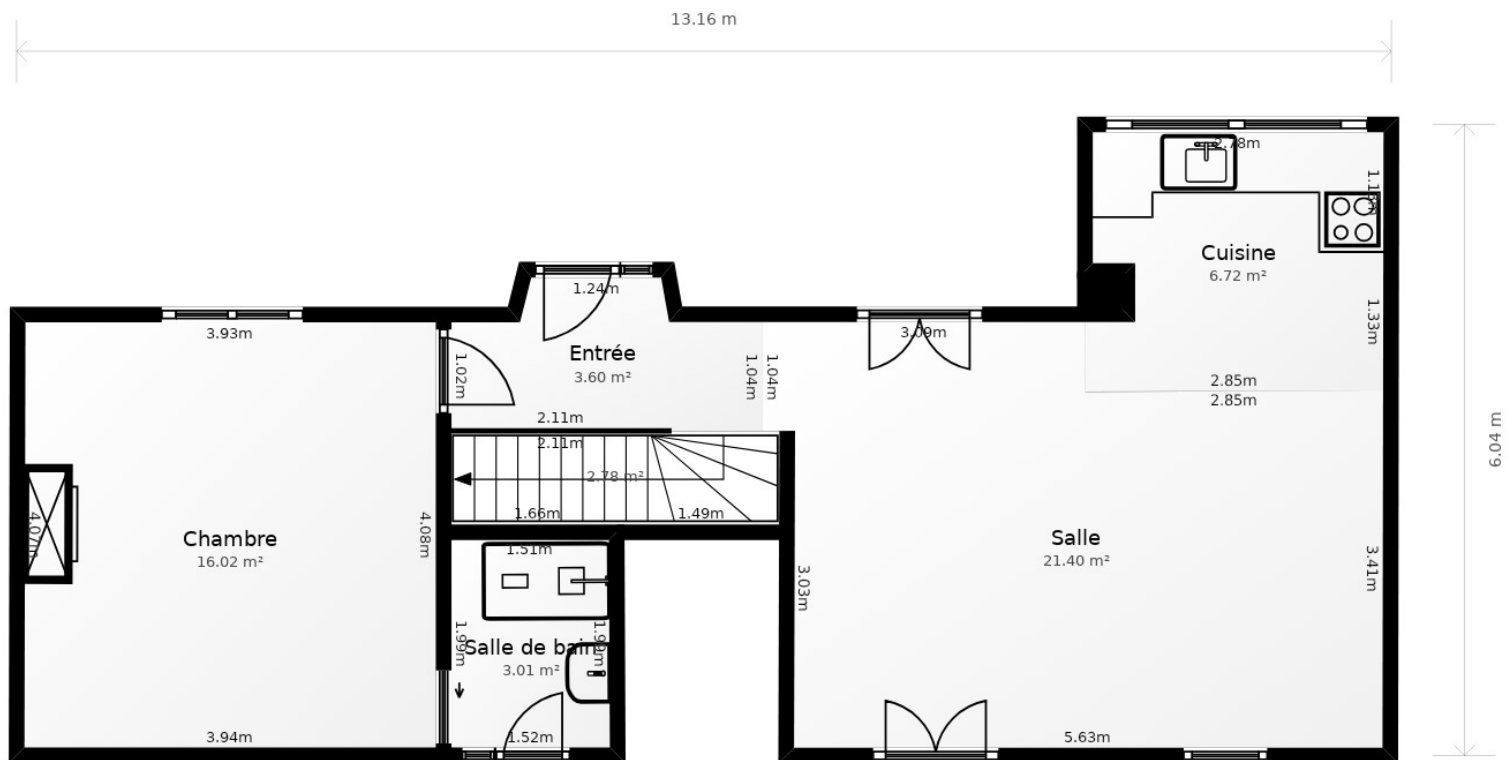 13.16 m
2.78m
1.24m
3.93m
3.09m
Cuisine
6.72 m²
1.33m
1.02m
Entrée
3.60 m²
1.04m
1.04m
2.85m
2.85m
2.11m
2.11m
6.04 m
2.78 m²
1.66m
1.49m
4.07m
Chambre
16.02 m²
4.08m
1.51m
Salle
21.40 m²
3.41m
3.03m
1.99m
Salle de bain
3.01 m²
3.94m
1.52m
5.63m